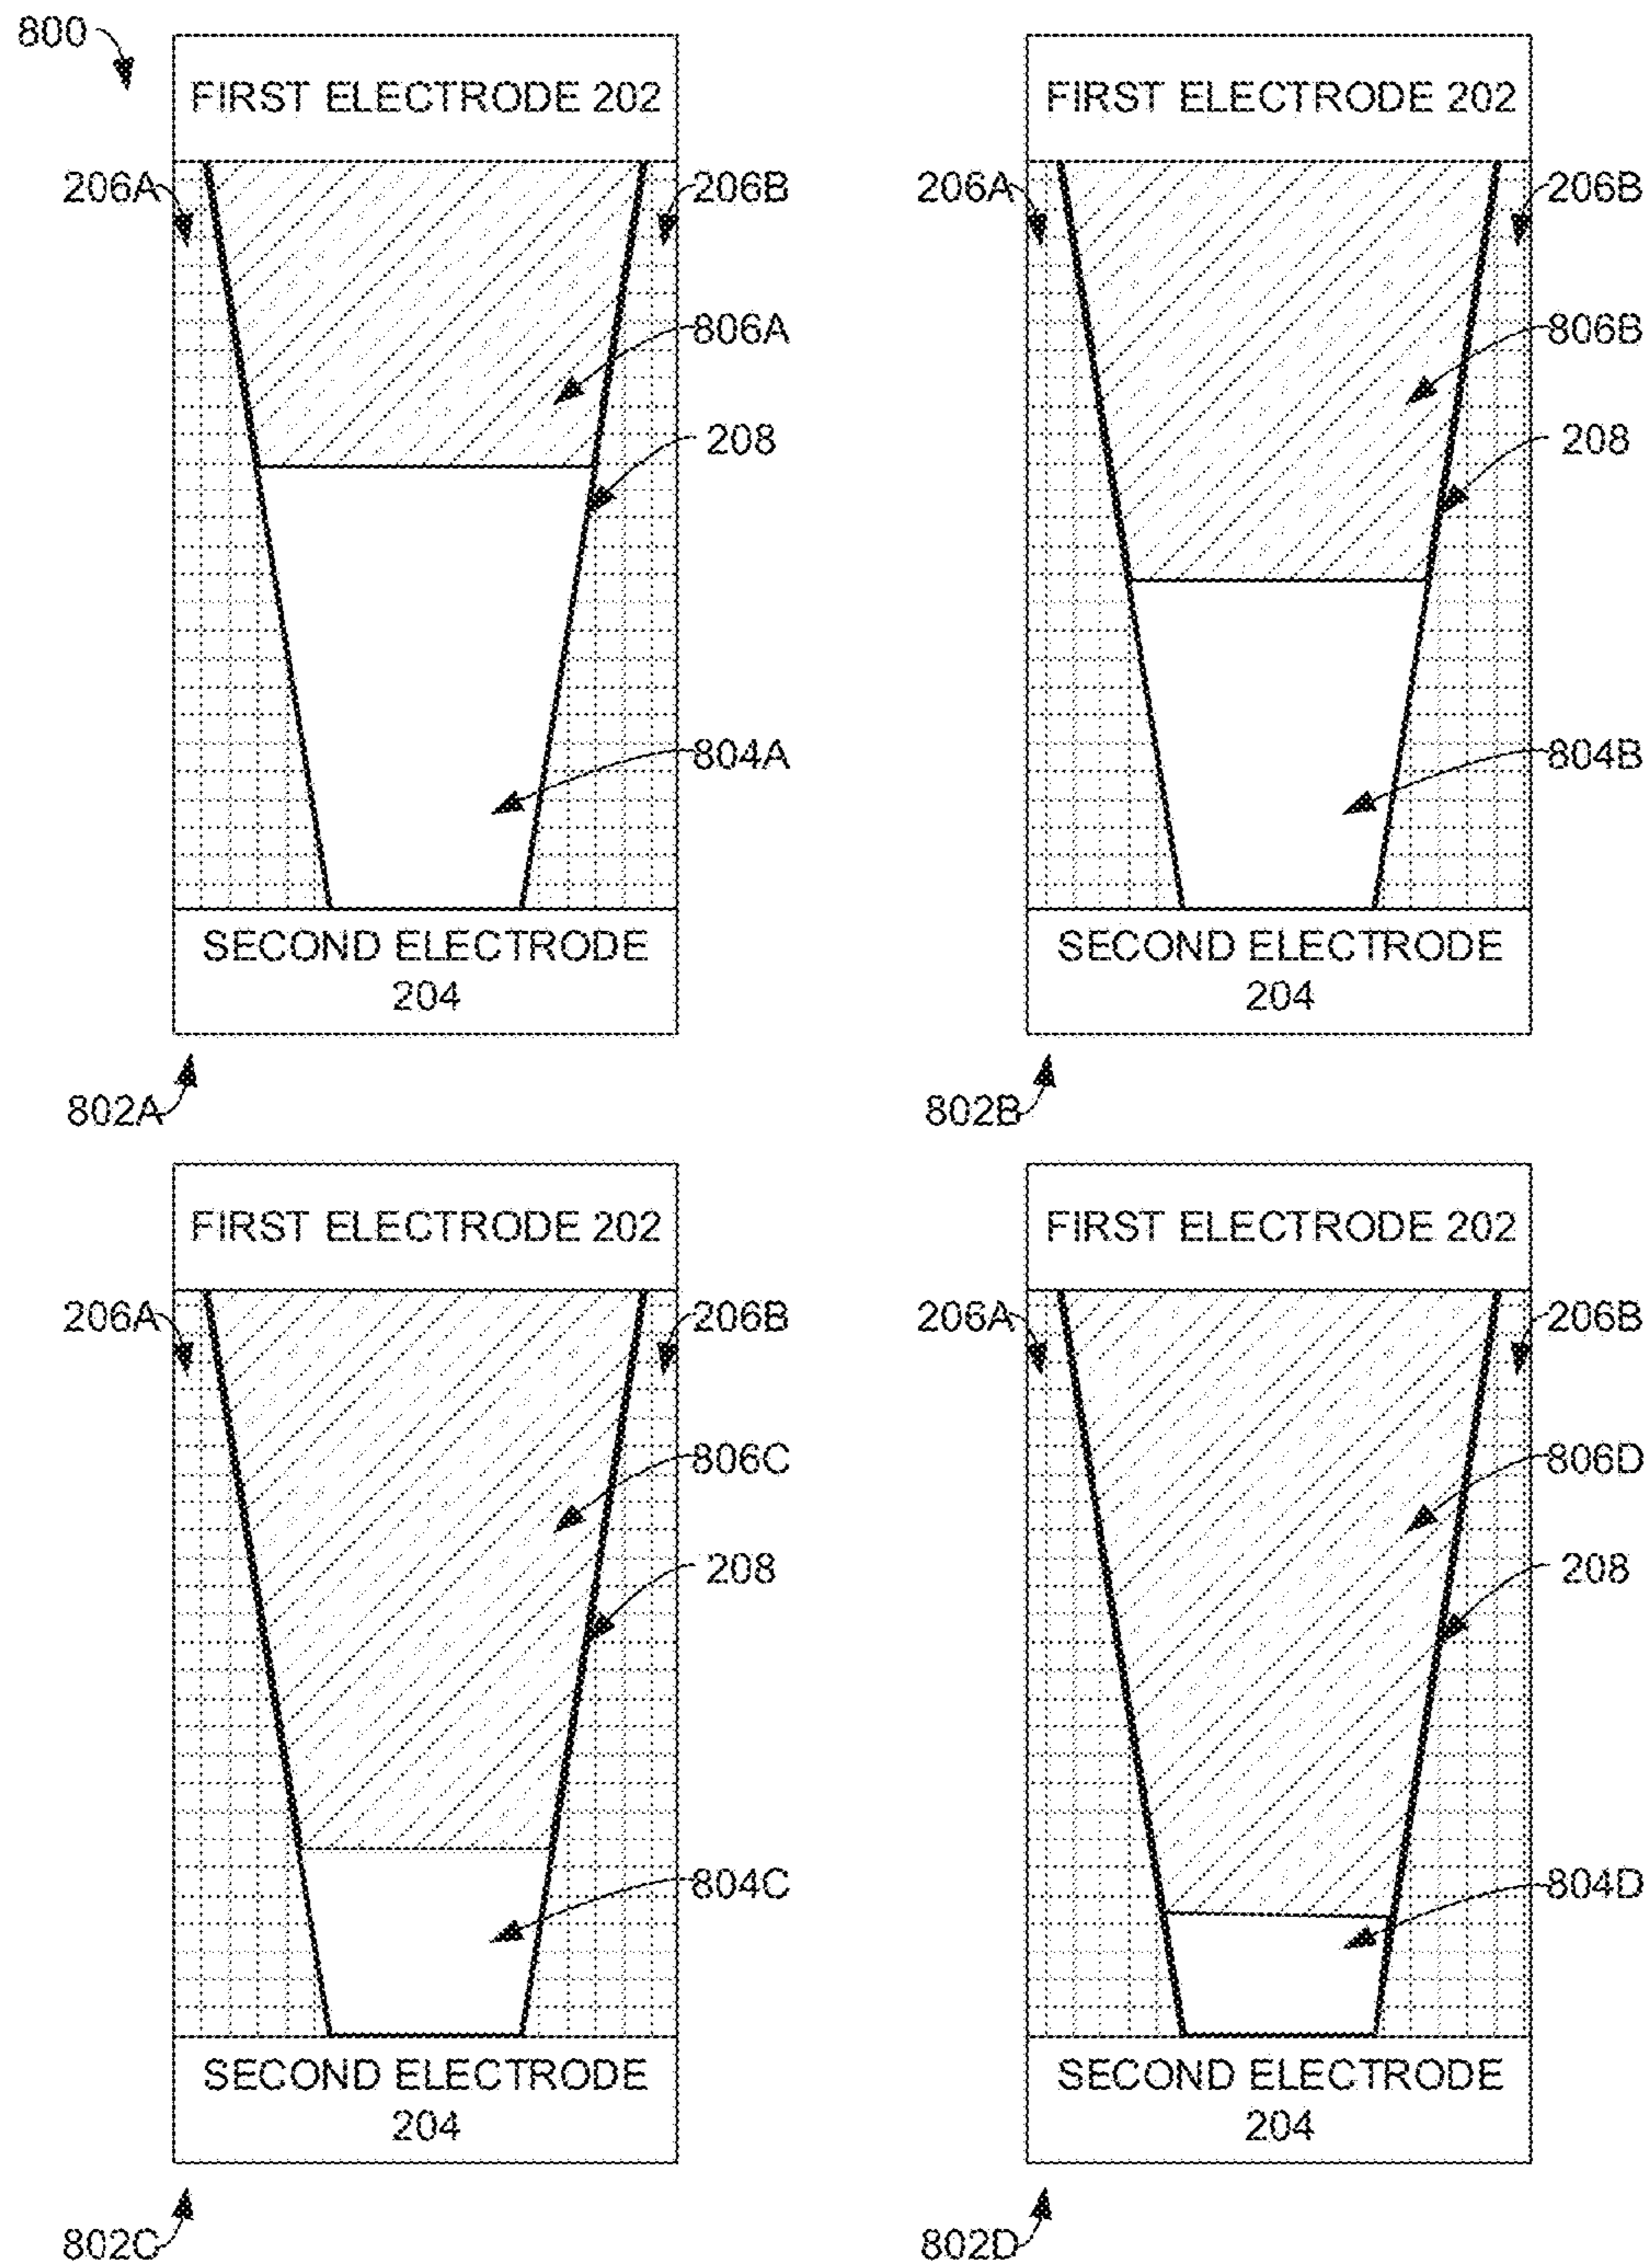 800
FIRST ELECTRODE 202
FIRST ELECTRODE 202
206A
206B
206A
206B
806A
806B
208
208
804A
804B
SECOND ELECTRODE
204
SECOND ELECTRODE
204
802A
802B
FIRST ELECTRODE 202
FIRST ELECTRODE 202
206A
206B
206A
206B
806C
806D
208
208
804C
804D
SECOND ELECTRODE
204
SECOND ELECTRODE
204
802C
802D